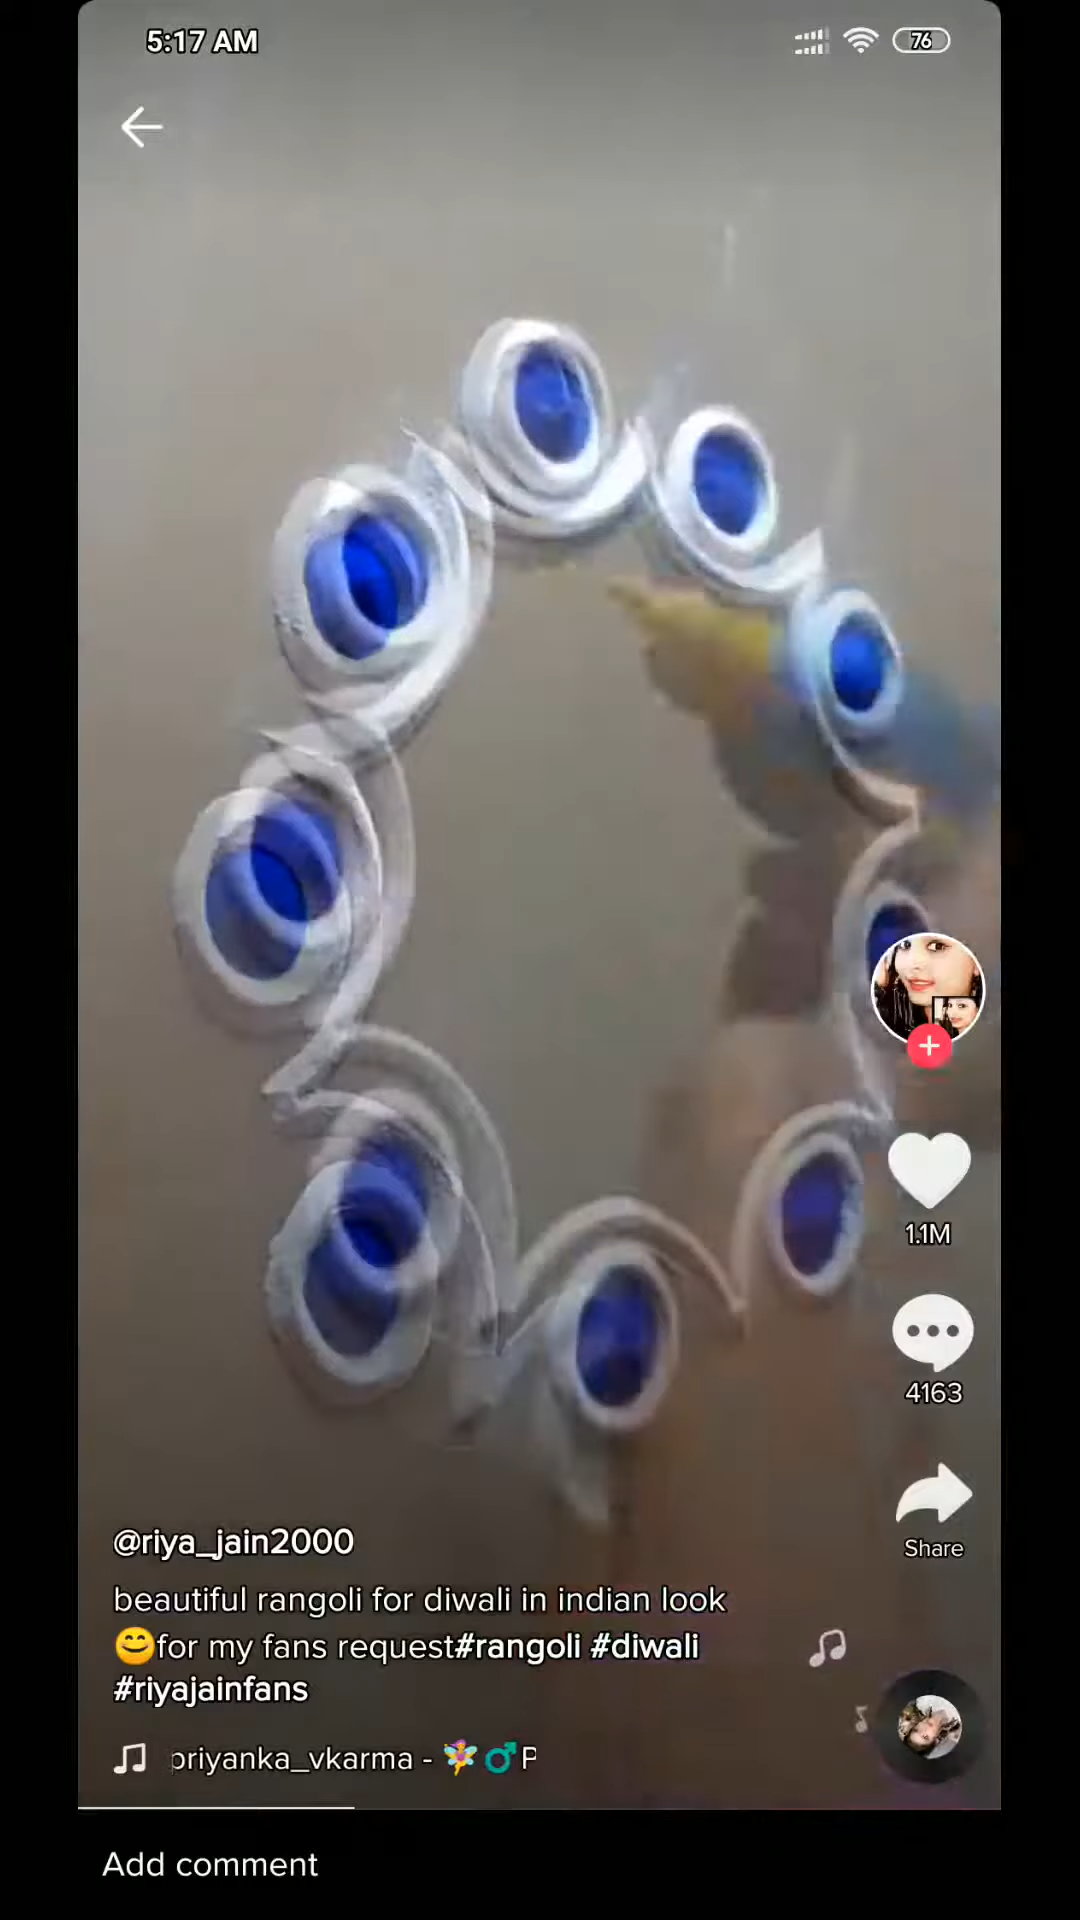 5:17 AM
76
1.1M
4163
Share
@riya_jain2000
beautiful rangoli for diwali in indian look
😊for my fans request#rangoli #diwali
#riyajainfans
priyanka_vkarma - 🧚‍♂P
Add comment